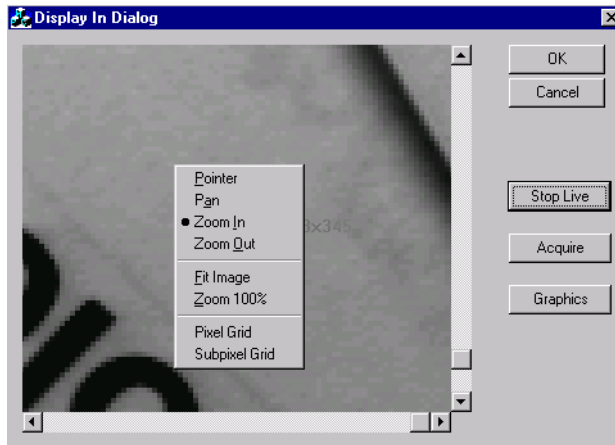 Display In Dialog
OK
Cancel
Pointer
Pan
Zoom In
Zoom Out
Fit Image
Zoom 100%
Pixel Grid
Subpixel Grid
Stop Live
Acquire
Graphics